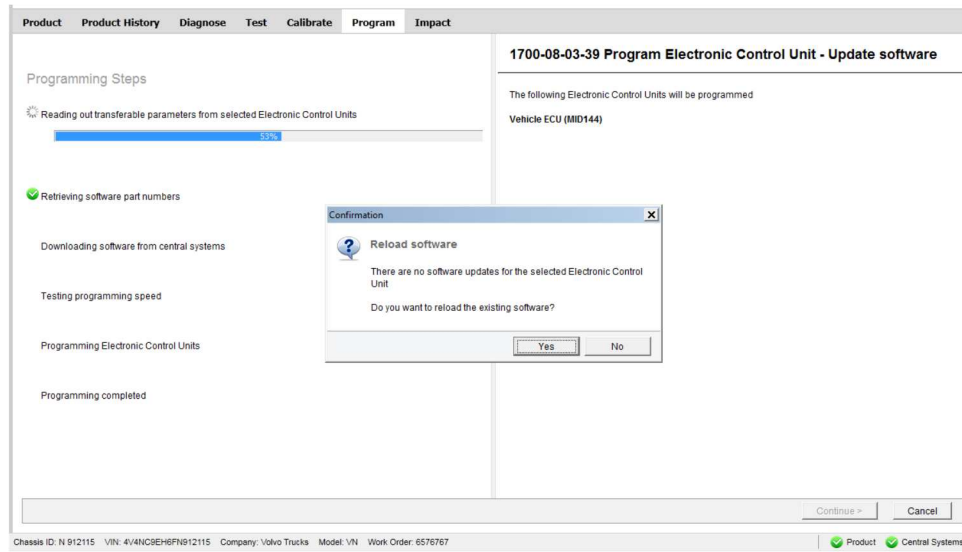 Product Product History Diagnose Test Calibrate Program Impact
1700-08-03-39 Program Electronic Control Unit - Update software
Programming Steps
The following Electronic Control Units will be programmed
Reading out transferable parameters from selected Electronic Control Units
Vehicle ECU (MID144)
53%
Retrieving software part numbers
Downloading software from central systems
Testing programming speed
Programming Electronic Control Units
Programming completed
Confirmation
Reload software
There are no software updates for the selected Electronic Control
Unit
Do you want to reload the existing software?
Yes No
Continue > Cancel
Chassis ID: N 912115 VIN: 4V4NC9EH6FN912115 Company: Volvo Trucks Model: VN Work Order: 6576767 Product Central Systems